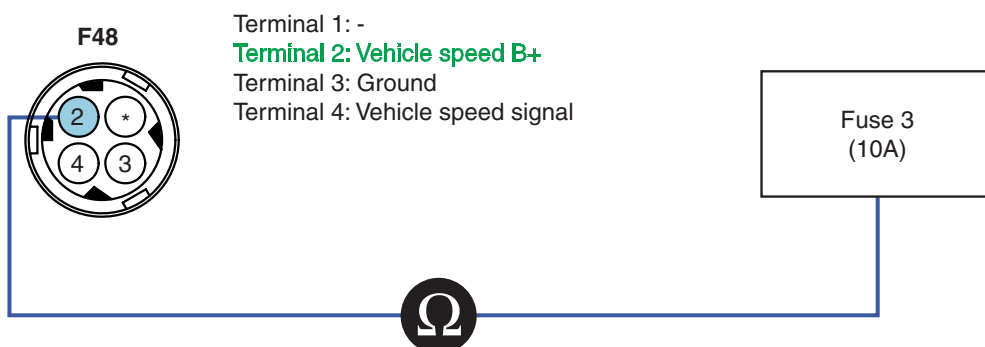 F48
Terminal 1: -
Terminal 2: Vehicle speed B+
Terminal 3: Ground
Terminal 4: Vehicle speed signal
2 *
4 3
Fuse 3
(10A)
Ω